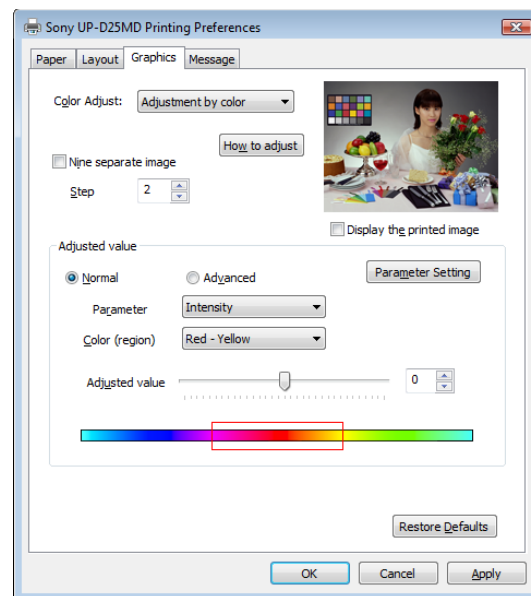 Sony UP-D25MD Printing Preferences
Paper Layout Graphics Message
Color Adjust: Adjustment by color
How to adjust
Nine separate image
Step 2
Display the printed image
Adjusted value
Normal Advanced Parameter Setting
Parameter Intensity
Color (region) Red - Yellow
Adjusted value 0
Restore Defaults
OK Cancel Apply